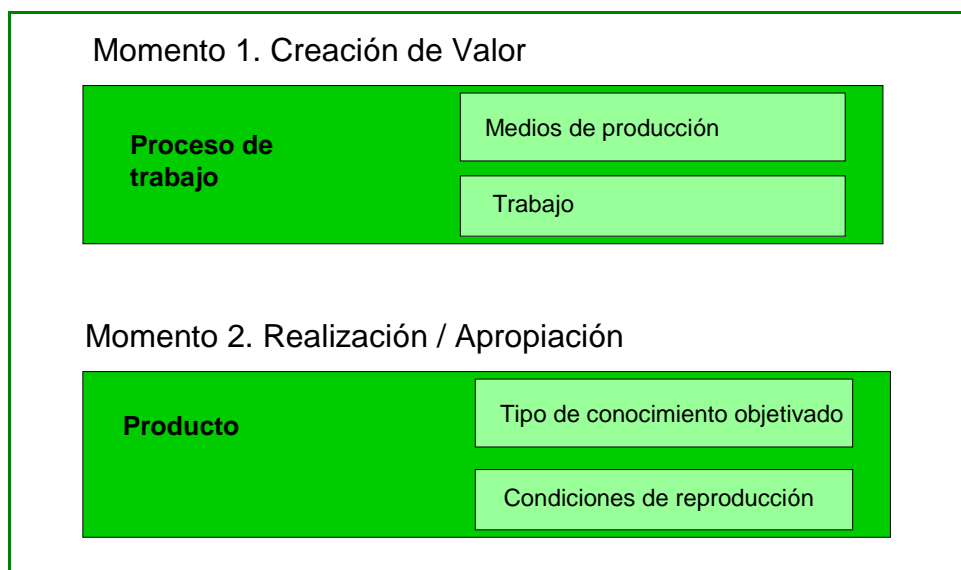 Momento 1. Creación de Valor
Proceso de
trabajo
Medios de producción
Trabajo
Momento 2. Realización / Apropiación
Producto
Tipo de conocimiento objetivado
Condiciones de reproducción